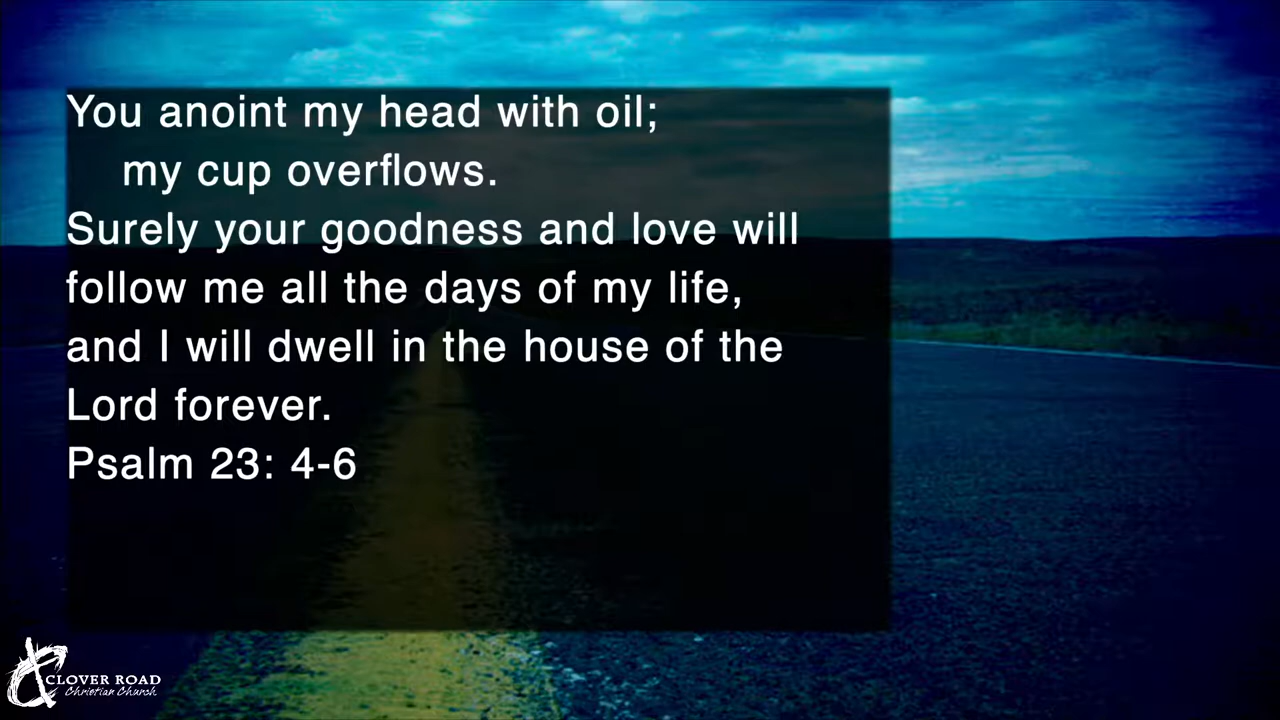 You anoint my head with oil;
my cup overflows.
Surely your goodness and love will
follow me all the days of my life,
and I will dwell in the house of the
Lord forever.
Psalm 23: 4-6
CLOVER ROAD
Christian Church